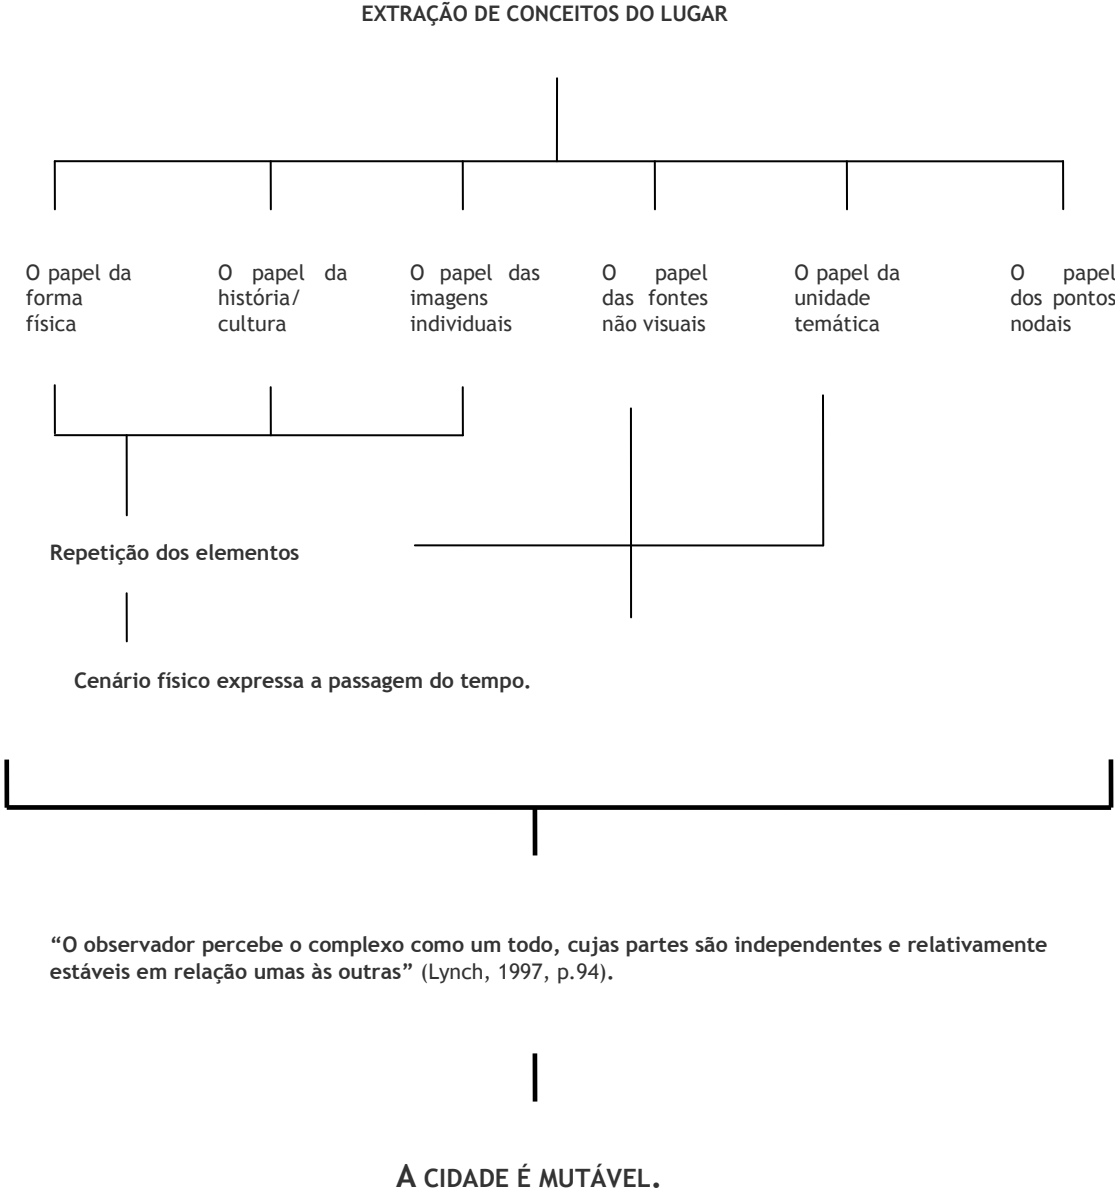 EXTRAÇÃO DE CONCEITOS DO LUGAR
O papel da
forma
física
O papel da
história/
cultura
O papel das
imagens
individuais
O papel
das fontes
não visuais
O papel da
unidade
temática
O papel
dos pontos
nodais
Repetição dos elementos
Cenário físico expressa a passagem do tempo.
“O observador percebe o complexo como um todo, cujas partes são independentes e relativamente
estáveis em relação umas às outras” (Lynch, 1997, p.94).
A CIDADE É MUTÁVEL.